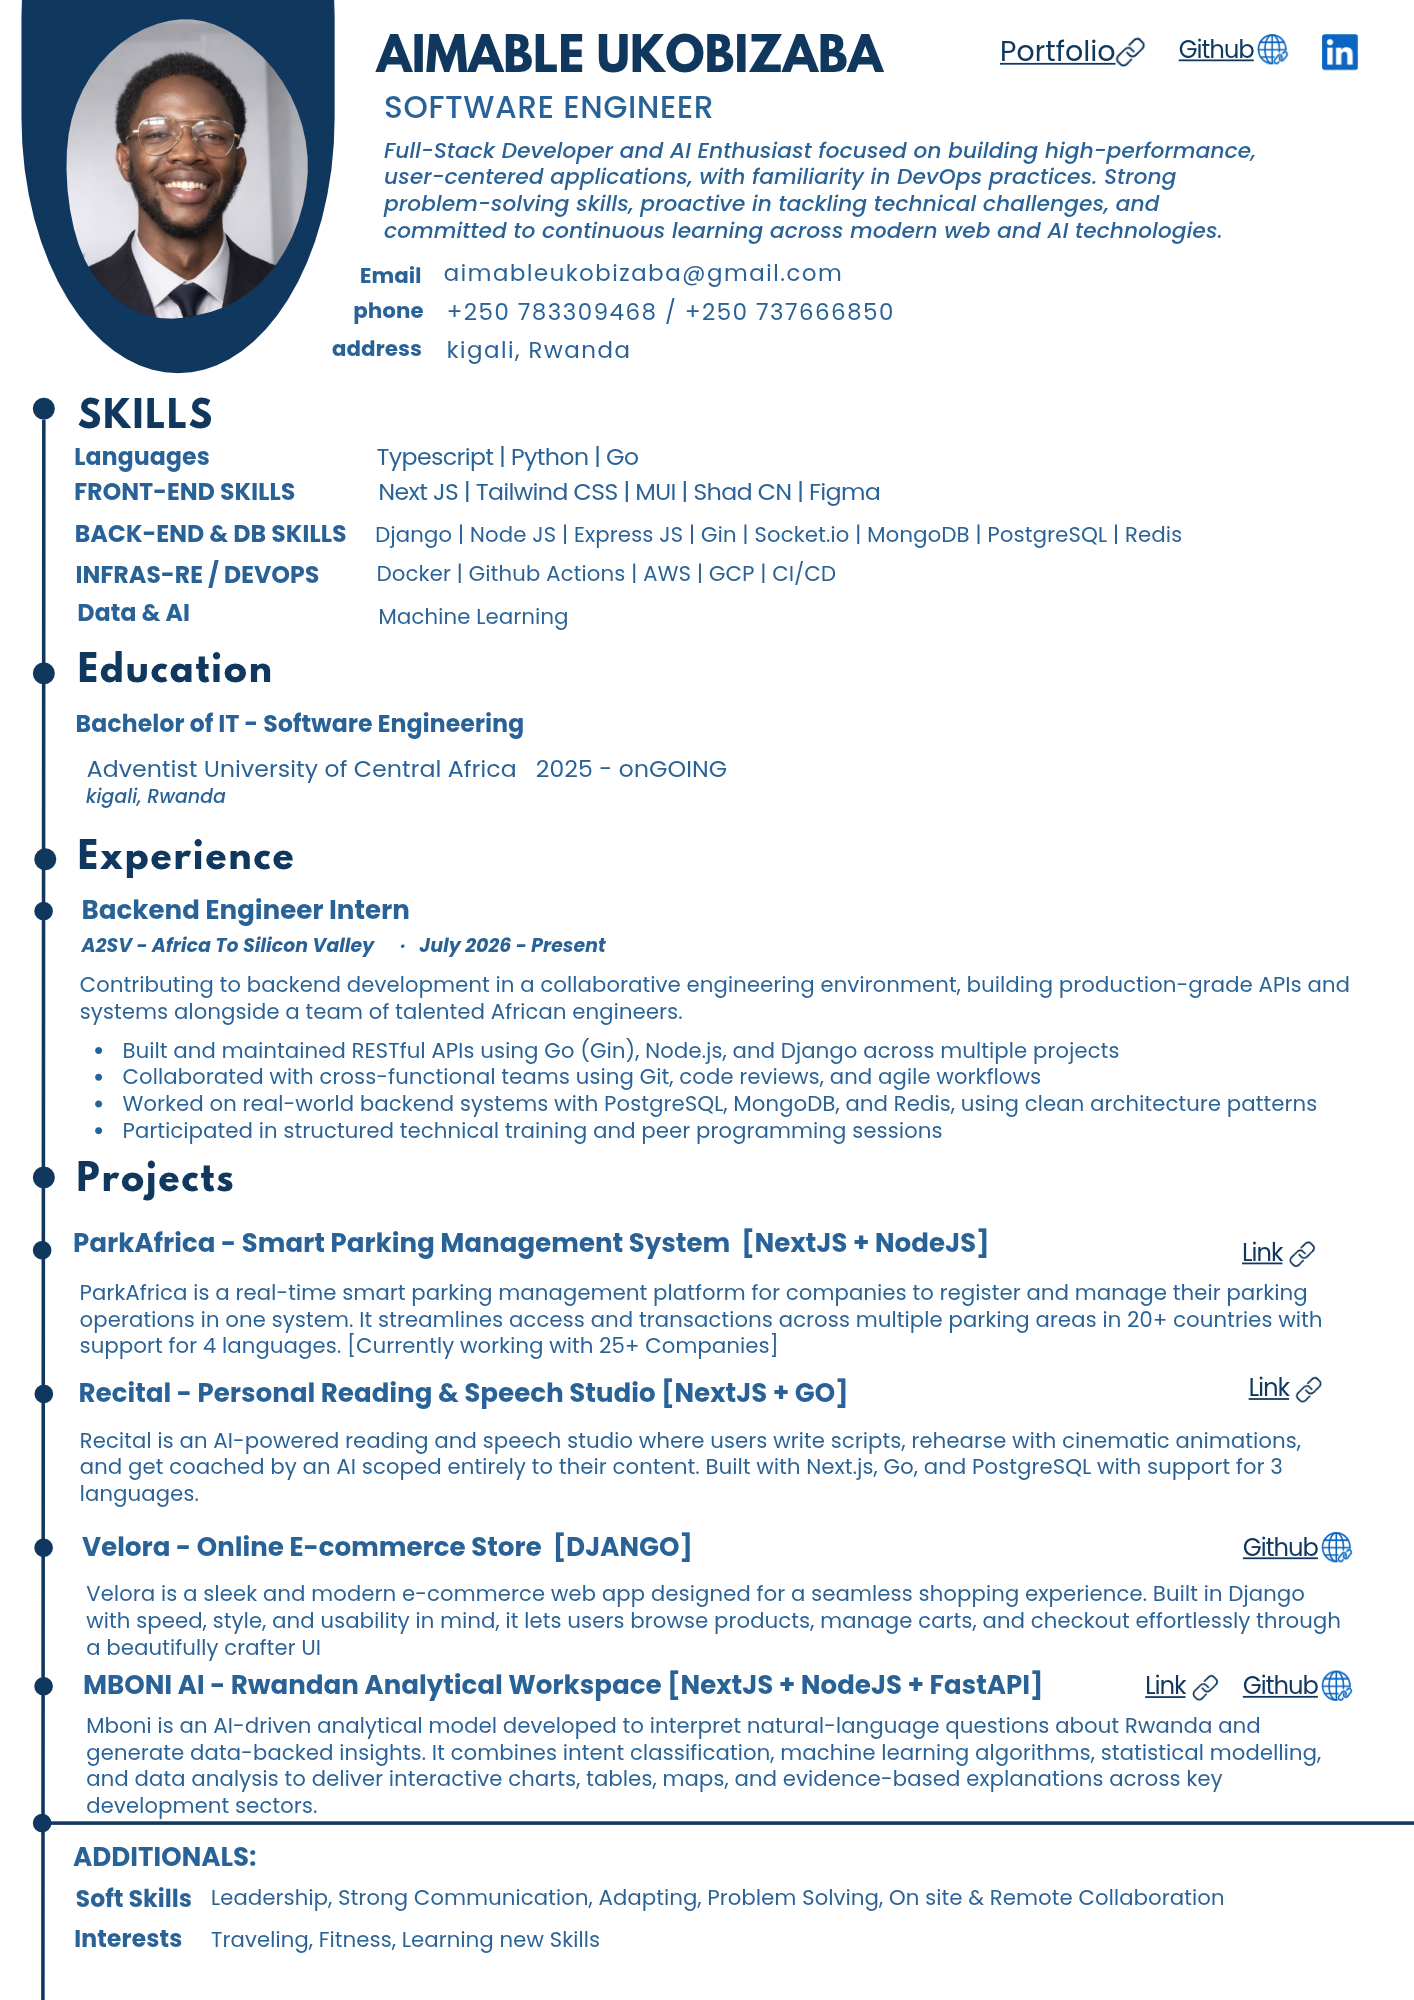 AIMABLE UKOBIZABA
Portfolio
Github
in
SOFTWARE ENGINEER
Full-Stack Developer and AI Enthusiast focused on building high-performance,
user-centered applications, with familiarity in DevOps practices. Strong
problem-solving skills, proactive in tackling technical challenges, and
committed to continuous learning across modern web and AI technologies.
Email aimableukobizaba@gmail.com
phone +250 783309468 / +250 737666850
address kigali, Rwanda
SKILLS
Languages Typescript | Python | Go
FRONT-END SKILLS Next JS | Tailwind CSS | MUI | Shad CN | Figma
BACK-END & DB SKILLS Django | Node JS | Express JS | Gin | Socket.io | MongoDB | PostgreSQL | Redis
INFRAS-RE / DEVOPS Docker | Github Actions | AWS | GCP | CI/CD
Data & AI Machine Learning
Education
Bachelor of IT - Software Engineering
Adventist University of Central Africa 2025 - onGOING
kigali, Rwanda
Experience
Backend Engineer Intern
A2SV - Africa To Silicon Valley · July 2026 - Present
Contributing to backend development in a collaborative engineering environment, building production-grade APIs and
systems alongside a team of talented African engineers.
• Built and maintained RESTful APIs using Go (Gin), Node.js, and Django across multiple projects
• Collaborated with cross-functional teams using Git, code reviews, and agile workflows
• Worked on real-world backend systems with PostgreSQL, MongoDB, and Redis, using clean architecture patterns
• Participated in structured technical training and peer programming sessions
Projects
ParkAfrica - Smart Parking Management System [NextJS + NodeJS]
Link
ParkAfrica is a real-time smart parking management platform for companies to register and manage their parking
operations in one system. It streamlines access and transactions across multiple parking areas in 20+ countries with
support for 4 languages. [Currently working with 25+ Companies]
Recital - Personal Reading & Speech Studio [NextJS + GO]
Link
Recital is an AI-powered reading and speech studio where users write scripts, rehearse with cinematic animations,
and get coached by an AI scoped entirely to their content. Built with Next.js, Go, and PostgreSQL with support for 3
languages.
Velora - Online E-commerce Store [DJANGO]
Github
Velora is a sleek and modern e-commerce web app designed for a seamless shopping experience. Built in Django
with speed, style, and usability in mind, it lets users browse products, manage carts, and checkout effortlessly through
a beautifully crafter UI
MBONI AI - Rwandan Analytical Workspace [NextJS + NodeJS + FastAPI]
Link
Github
Mboni is an AI-driven analytical model developed to interpret natural-language questions about Rwanda and
generate data-backed insights. It combines intent classification, machine learning algorithms, statistical modelling,
and data analysis to deliver interactive charts, tables, maps, and evidence-based explanations across key
development sectors.
ADDITIONALS:
Soft Skills Leadership, Strong Communication, Adapting, Problem Solving, On site & Remote Collaboration
Interests Traveling, Fitness, Learning new Skills